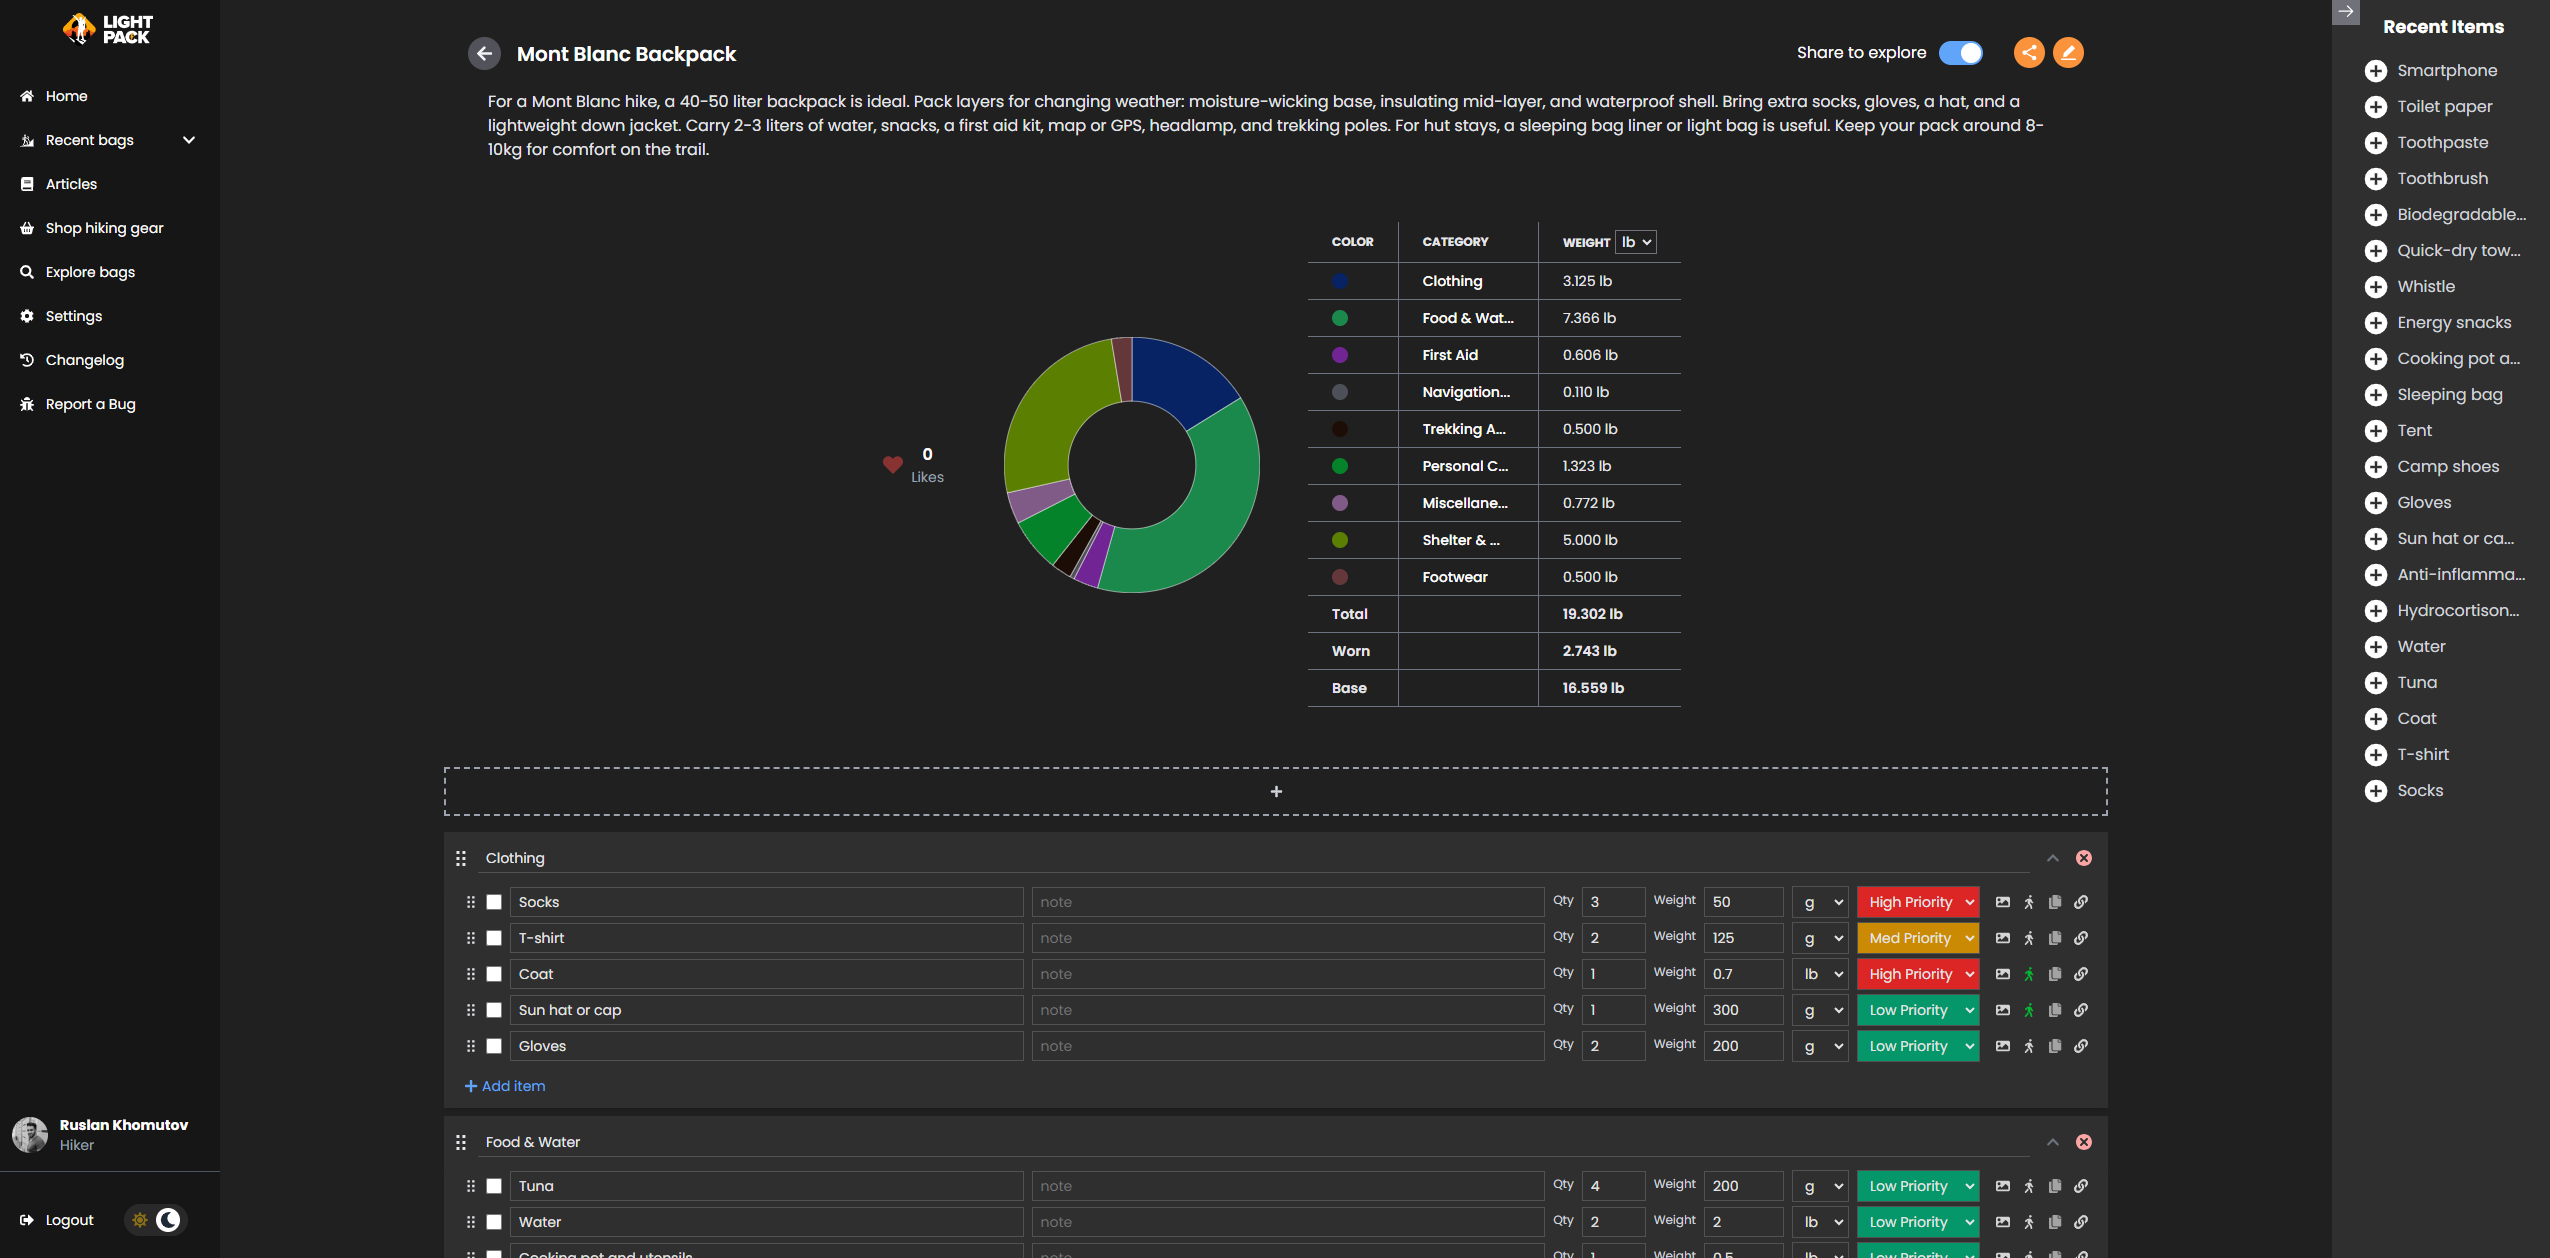 LIGHT
PACK
Home
Recent bags
Articles
Shop hiking gear
Explore bags
Settings
Changelog
Report a Bug
Ruslan Khomutov
Hiker
Logout
Mont Blanc Backpack
Share to explore
For a Mont Blanc hike, a 40-50 liter backpack is ideal. Pack layers for changing weather: moisture-wicking base, insulating mid-layer, and waterproof shell. Bring extra socks, gloves, a hat, and a
lightweight down jacket. Carry 2-3 liters of water, snacks, a first aid kit, map or GPS, headlamp, and trekking poles. For hut stays, a sleeping bag liner or light bag is useful. Keep your pack around 8-
10kg for comfort on the trail.
0
Likes
COLOR CATEGORY WEIGHT lb
Clothing 3.125 lb
Food & Wat... 7.366 lb
First Aid 0.606 lb
Navigation... 0.110 lb
Trekking A... 0.500 lb
Personal C... 1.323 lb
Miscellane... 0.772 lb
Shelter & ... 5.000 lb
Footwear 0.500 lb
Total 19.302 lb
Worn 2.743 lb
Base 16.559 lb
Clothing
Socks note Qty 3 Weight 50 g High Priority
T-shirt note Qty 2 Weight 125 g Med Priority
Coat note Qty 1 Weight 0.7 lb High Priority
Sun hat or cap note Qty 1 Weight 300 g Low Priority
Gloves note Qty 2 Weight 200 g Low Priority
Add item
Food & Water
Tuna note Qty 4 Weight 200 g Low Priority
Water note Qty 2 Weight 2 lb Low Priority
Cooking pot and utensils note Qty 1 Weight 0.5 lb Low Priority
Recent Items
Smartphone
Toilet paper
Toothpaste
Toothbrush
Biodegradable...
Quick-dry tow...
Whistle
Energy snacks
Cooking pot a...
Sleeping bag
Tent
Camp shoes
Gloves
Sun hat or ca...
Anti-inflamma...
Hydrocortison...
Water
Tuna
Coat
T-shirt
Socks